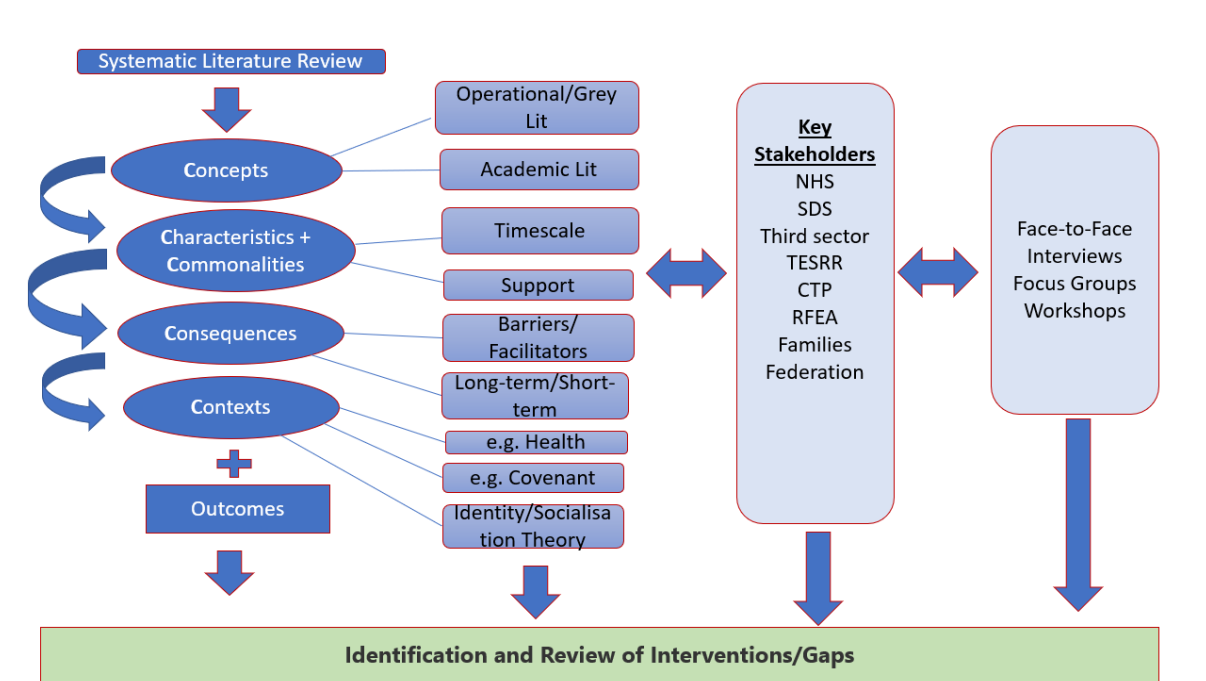 Systematic Literature Review
Concepts
Characteristics +
Commonalities
Consequences
Contexts
Outcomes
Operational/Grey
Lit
Academic Lit
Timescale
Support
Barriers/
Facilitators
Long-term/Short-
term
e.g. Health
e.g. Covenant
Identity/Socialisa
tion Theory
Key
Stakeholders
NHS
SDS
Third sector
TESRR
CTP
RFEA
Families
Federation
Face-to-Face
Interviews
Focus Groups
Workshops
Identification and Review of Interventions/Gaps